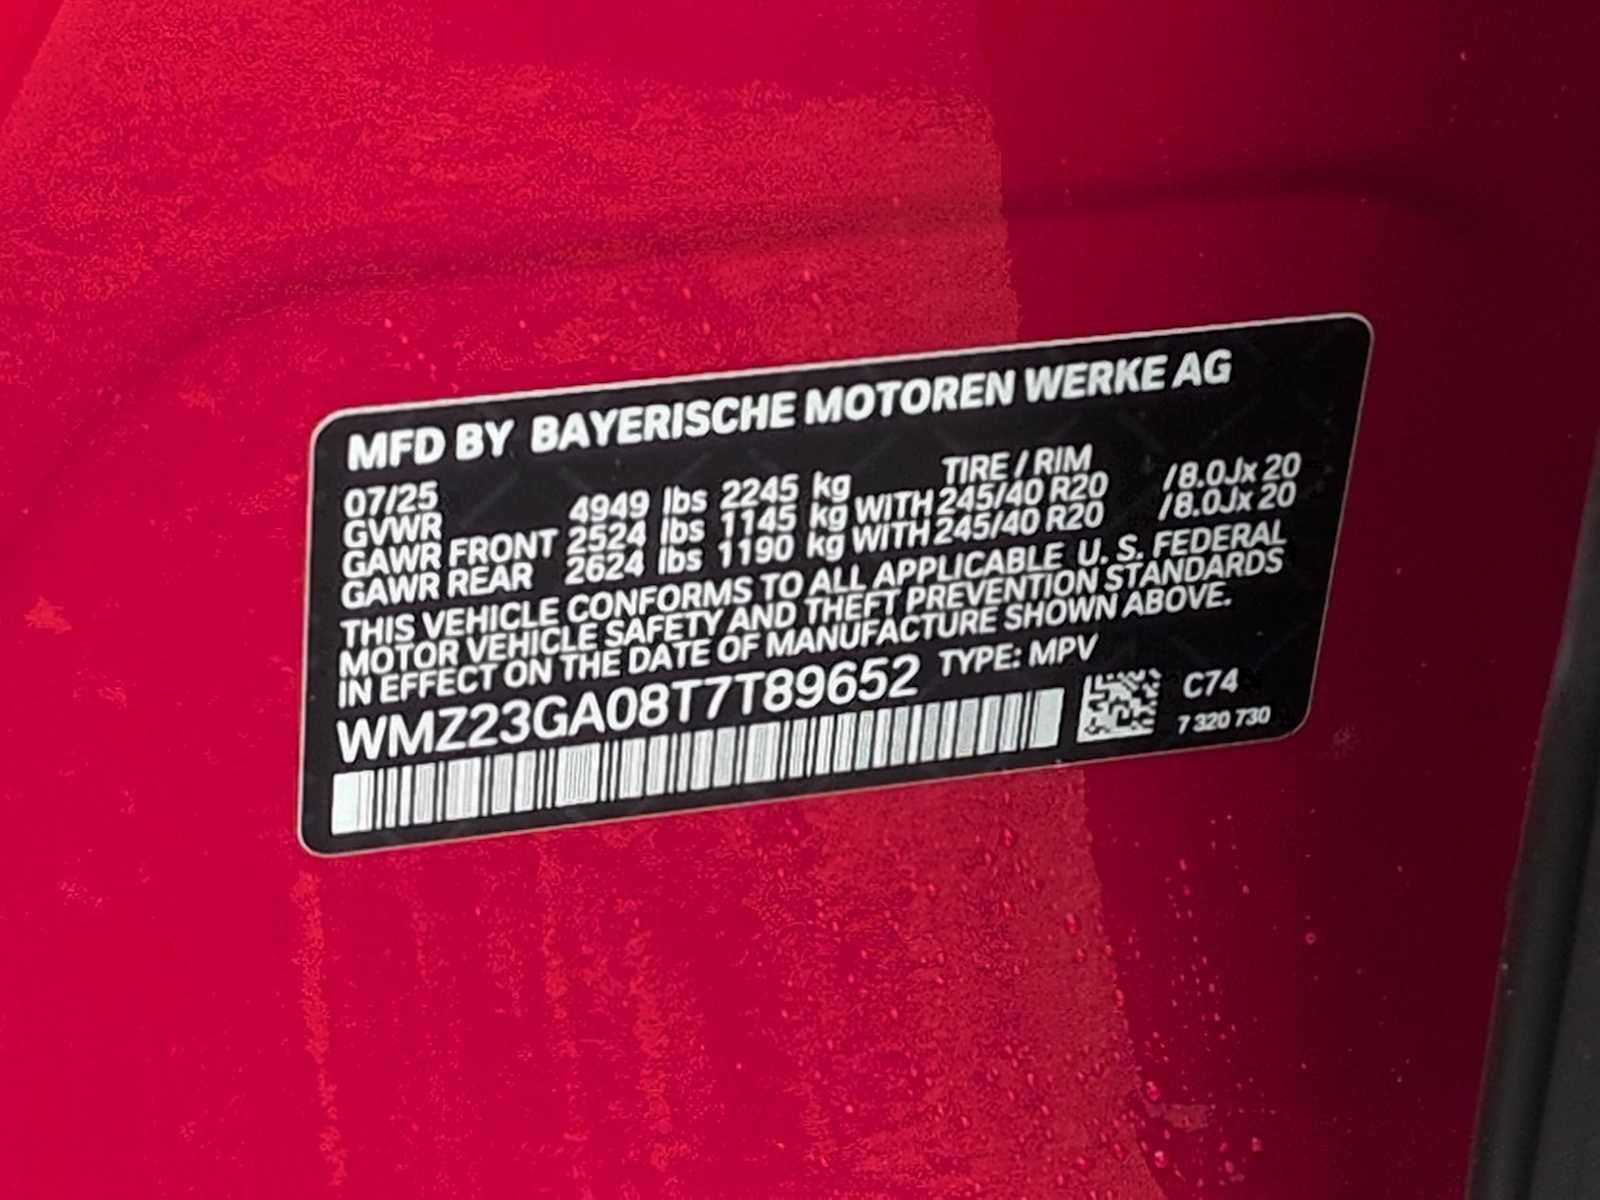 MFD BY BAYERISCHE MOTOREN WERKE AG
07/25 TIRE / RIM
GVWR 4949 lbs 2245 kg
GAWR FRONT 2524 lbs 1145 kg WITH 245/40 R20 /8.0Jx 20
GAWR REAR 2624 lbs 1190 kg WITH 245/40 R20 /8.0Jx 20
THIS VEHICLE CONFORMS TO ALL APPLICABLE U. S. FEDERAL
MOTOR VEHICLE SAFETY AND THEFT PREVENTION STANDARDS
IN EFFECT ON THE DATE OF MANUFACTURE SHOWN ABOVE.
WMZ23GA08T7T89652 TYPE: MPV
C74
7 320 730